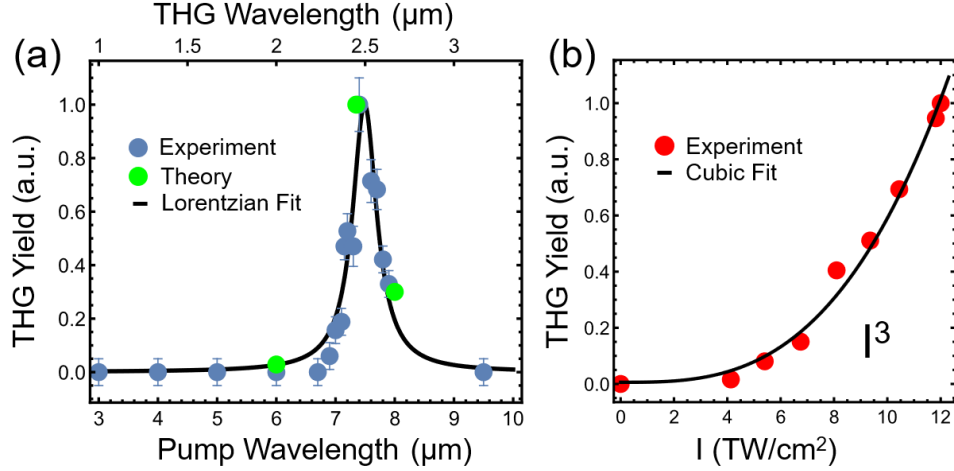 THG Wavelength (μm)
1 1.5 2 2.5 3
(a)
THG Yield (a.u.)
1.0
0.8
0.6
0.4
0.2
0.0
Experiment
Theory
Lorentzian Fit
3 4 5 6 7 8 9 10
Pump Wavelength (μm)
(b)
THG Yield (a.u.)
1.0
0.8
0.6
0.4
0.2
0.0
Experiment
Cubic Fit
I³
0 2 4 6 8 10 12
I (TW/cm²)